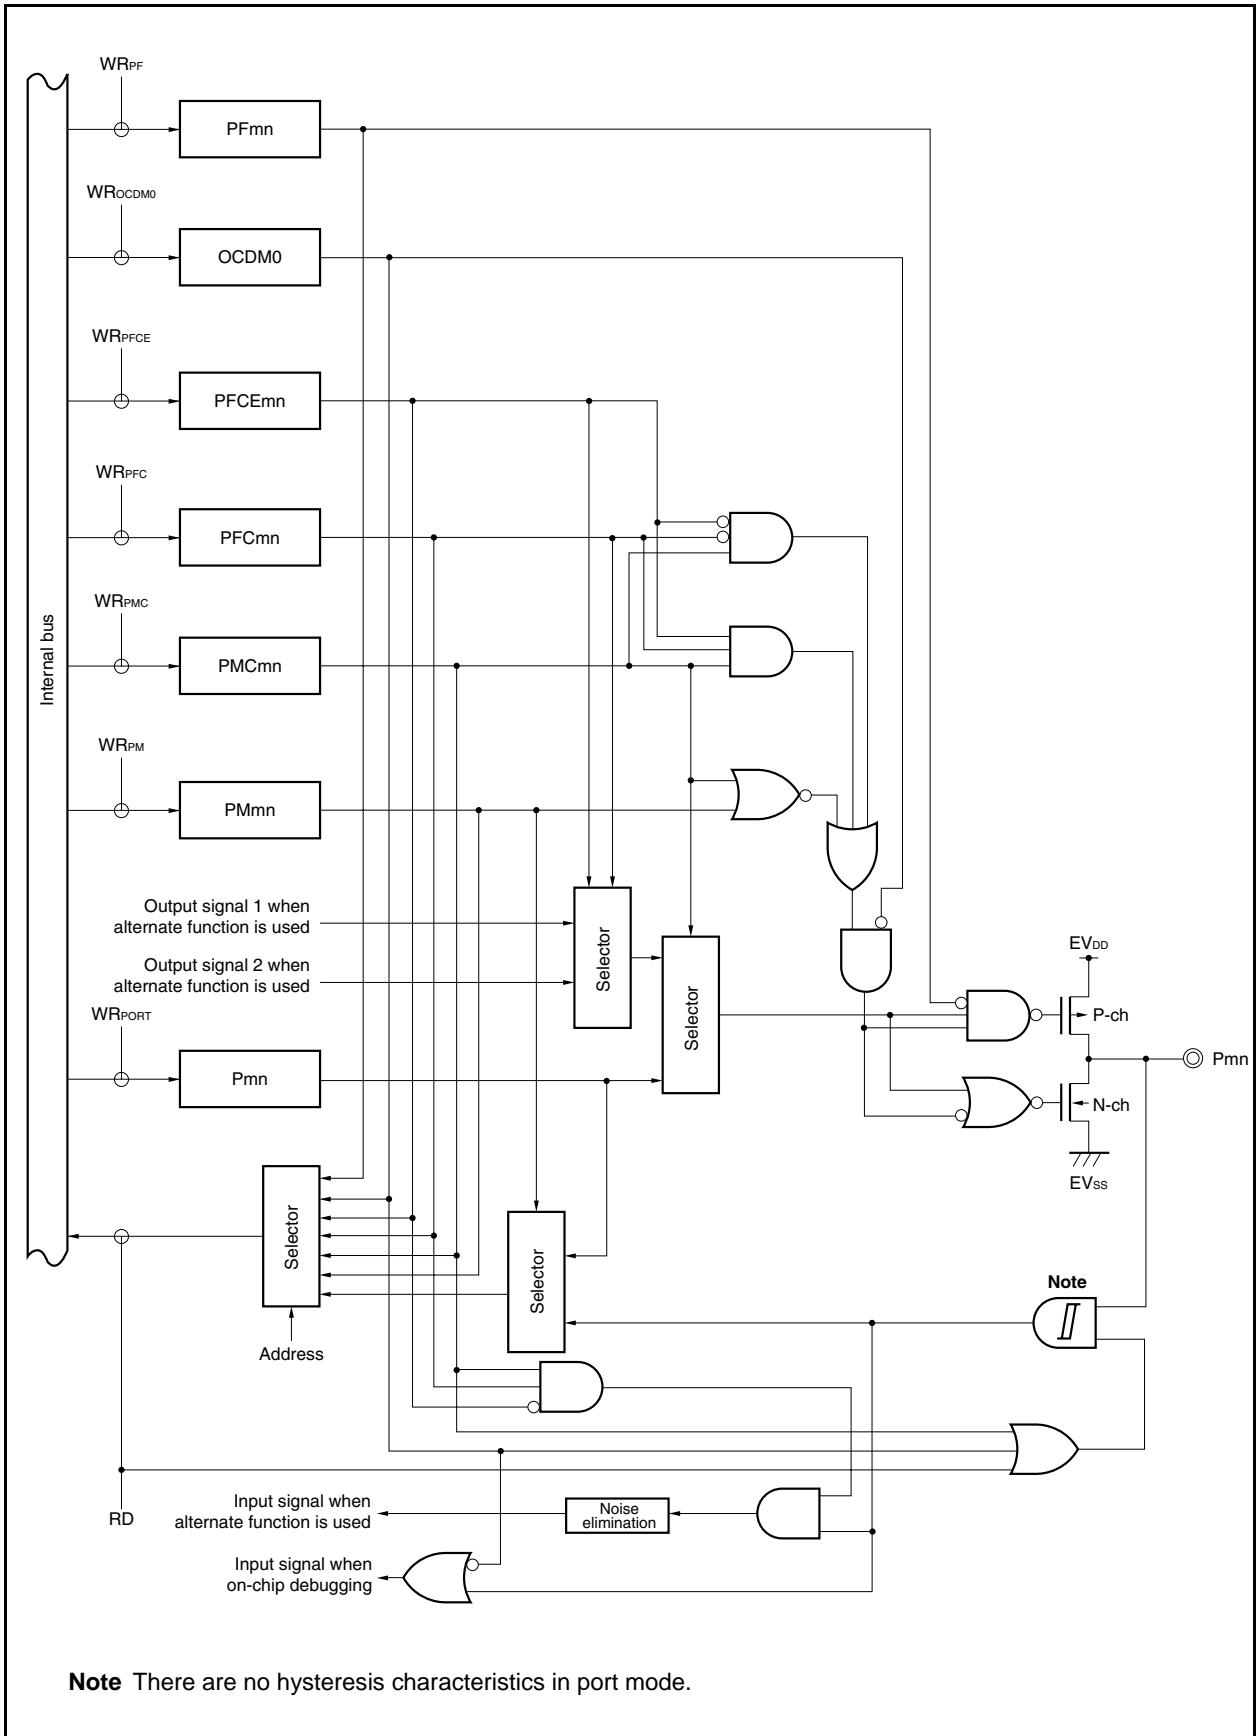 WRPF
PFmn
WROCDM0
OCDM0
WRPFCE
PFCEmn
WRPFC
PFCmn
WRPMC
PMCmn
Internal bus
WRPM
PMmn
Output signal 1 when
alternate function is used
Output signal 2 when
alternate function is used
Selector
Selector
EVDD
P-ch
WRPORT
Pmn
Pmn
N-ch
EVSS
Selector
Selector
Note
Address
RD
Input signal when
alternate function is used
Noise
elimination
Input signal when
on-chip debugging
Note There are no hysteresis characteristics in port mode.